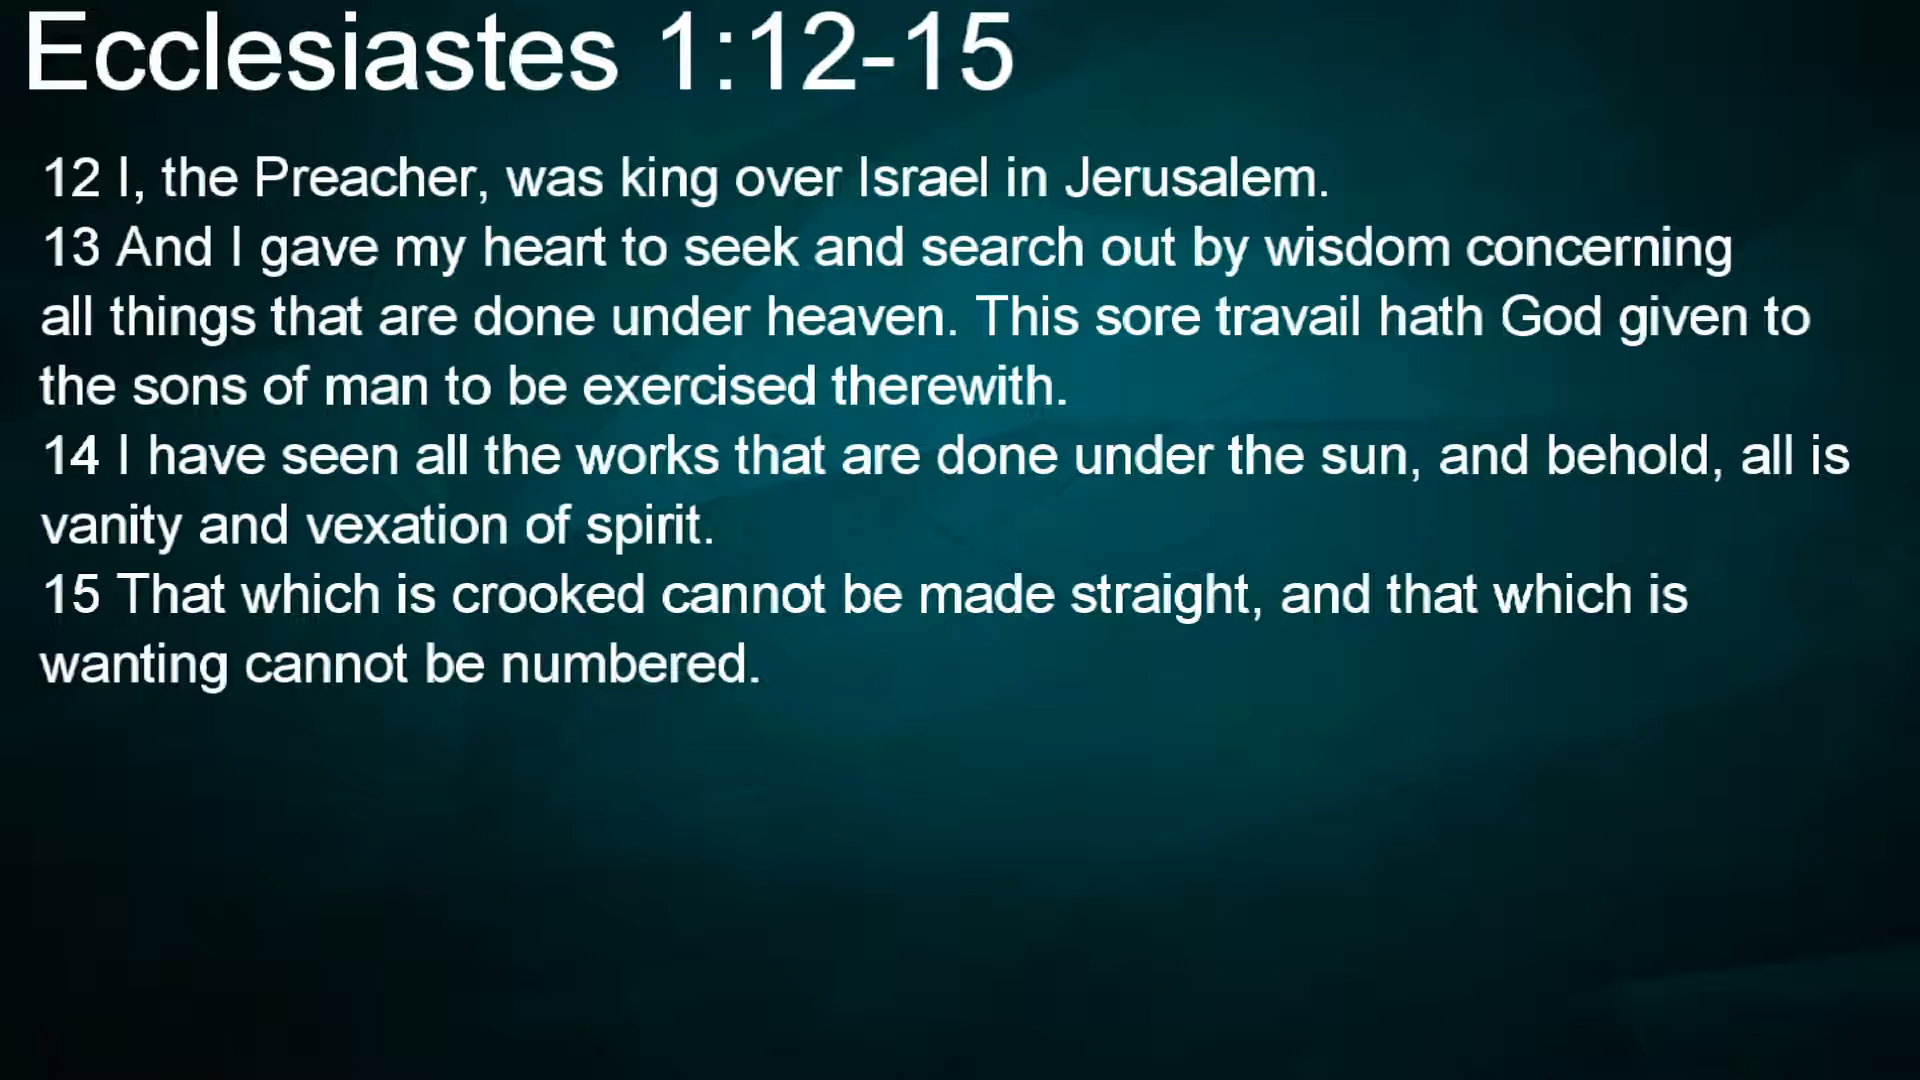 Ecclesiastes 1:12-15
12 I, the Preacher, was king over Israel in Jerusalem.
13 And I gave my heart to seek and search out by wisdom concerning
all things that are done under heaven. This sore travail hath God given to
the sons of man to be exercised therewith.
14 I have seen all the works that are done under the sun, and behold, all is
vanity and vexation of spirit.
15 That which is crooked cannot be made straight, and that which is
wanting cannot be numbered.